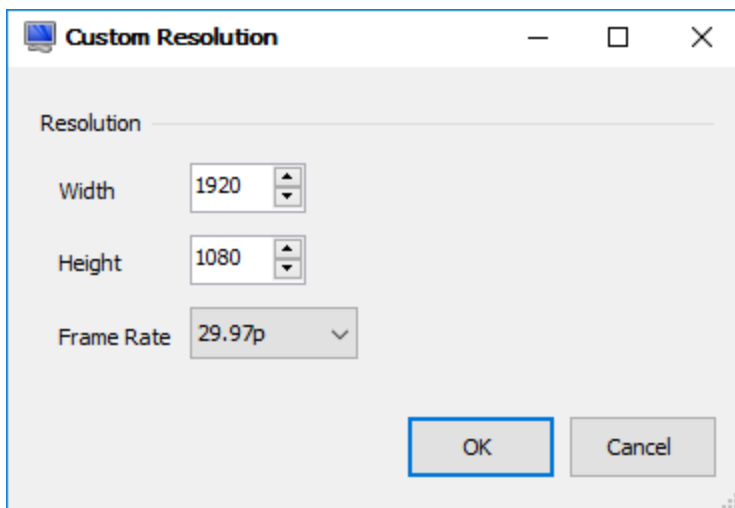 Custom Resolution
Resolution
Width 1920
Height 1080
Frame Rate 29.97p
OK Cancel